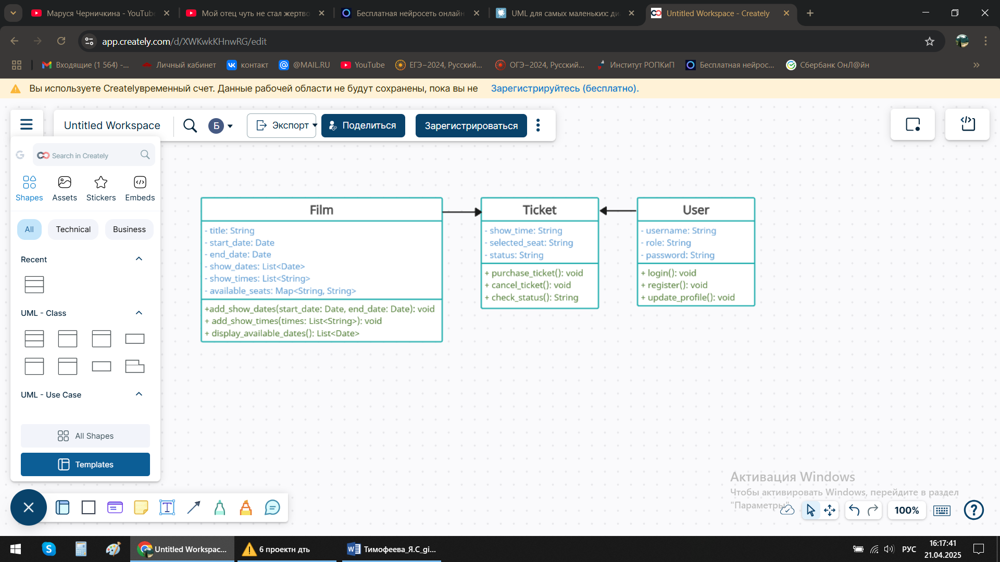 Маруся Черничкина - YouTube
Мой отец чуть не стал жертво
Бесплатная нейросеть онлайн
UML для самых маленьких: ди
Untitled Workspace - Creately
app.creately.com/d/XWKwkKHnwRG/edit
Входящие (1 564) -...
Личный кабинет
контакт
@MAIL.RU
YouTube
ЕГЭ−2024, Русский...
ОГЭ−2024, Русский...
Институт РОПКиП
Бесплатная нейрос...
Сбербанк ОнЛ@йн
Вы используете Createlyвременный счет. Данные рабочей области не будут сохранены, пока вы не Зарегистрируйтесь (бесплатно).
Untitled Workspace
Б
Экспорт
Поделиться
Зарегистрироваться
Search in Creately
Shapes
Assets
Stickers
Embeds
All
Technical
Business
Recent
UML - Class
UML - Use Case
All Shapes
Templates
Film
- title: String
- start_date: Date
- end_date: Date
- show_dates: List<Date>
- show_times: List<String>
- available_seats: Map<String, String>
+add_show_dates(start_date: Date, end_date: Date): void
+ add_show_times(times: List<String>): void
+ display_available_dates(): List<Date>
Ticket
- show_time: String
- selected_seat: String
- status: String
+ purchase_ticket(): void
+ cancel_ticket(): void
+ check_status(): String
User
- username: String
- role: String
- password: String
+ login(): void
+ register(): void
+ update_profile(): void
Активация Windows
Чтобы активировать Windows, перейдите в раздел
"Параметры".
100%
Untitled Workspac...
6 проектн дть
Тимофеева_Я.С_gi...
РУС
16:17:41
21.04.2025